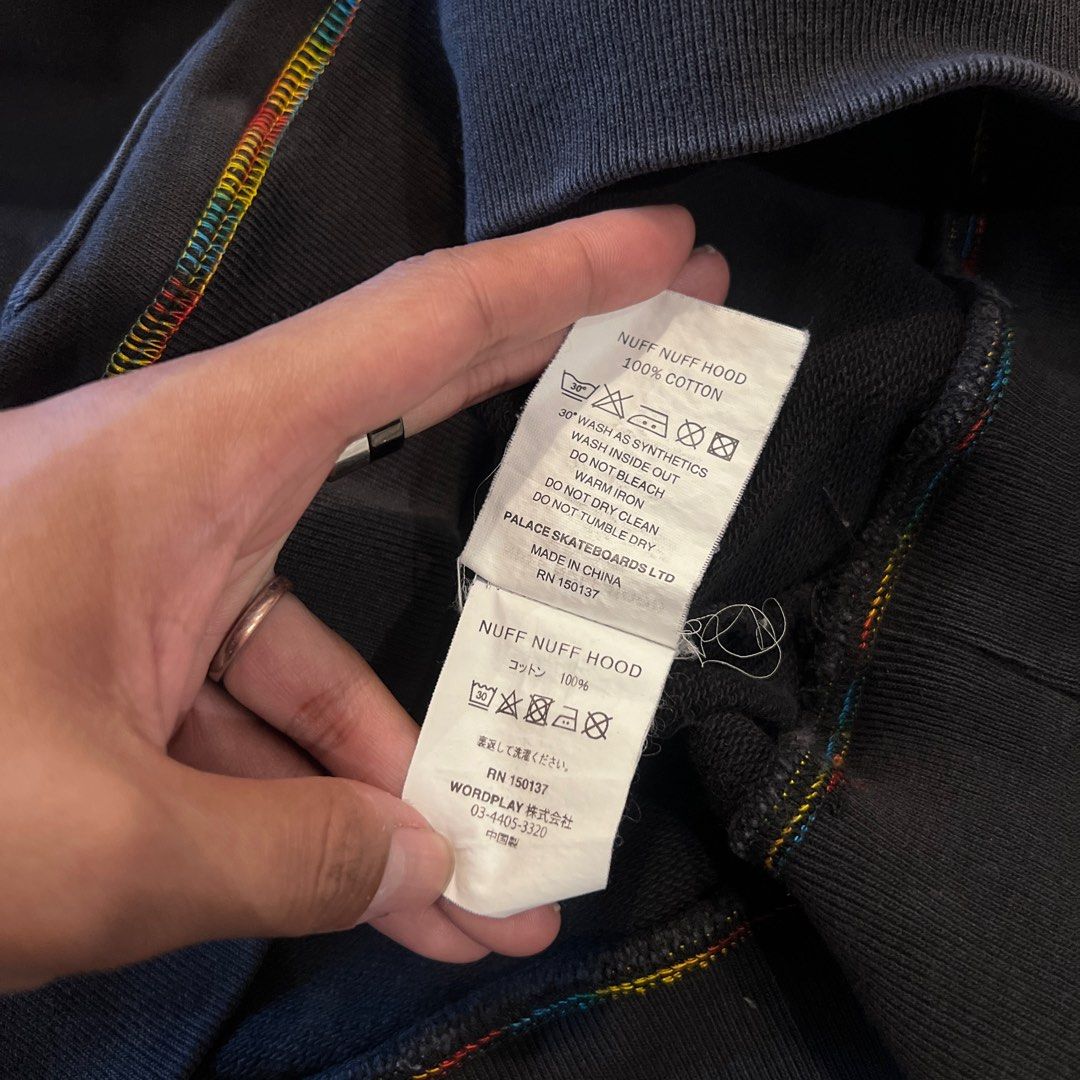 NUFF NUFF HOOD
100% COTTON
30°
30° WASH AS SYNTHETICS
WASH INSIDE OUT
DO NOT BLEACH
WARM IRON
DO NOT DRY CLEAN
DO NOT TUMBLE DRY
PALACE SKATEBOARDS LTD
MADE IN CHINA
RN 150137
NUFF NUFF HOOD
コットン 100%
30
裏返して洗濯ください。
RN 150137
WORDPLAY 株式会社
03-4405-3320
中国製